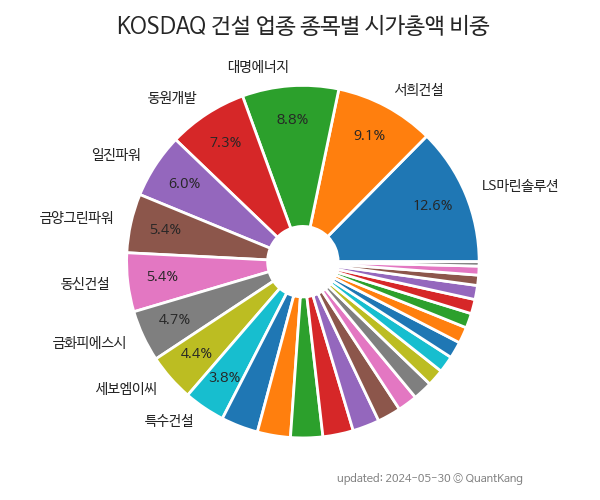 KOSDAQ 건설 업종 종목별 시가총액 비중
LS마린솔루션
12.6%
서희건설
9.1%
대명에너지
8.8%
동원개발
7.3%
일진파워
6.0%
금양그린파워
5.4%
동신건설
5.4%
금화피에스시
4.7%
세보엠이씨
4.4%
특수건설
3.8%
updated: 2024-05-30 © QuantKang